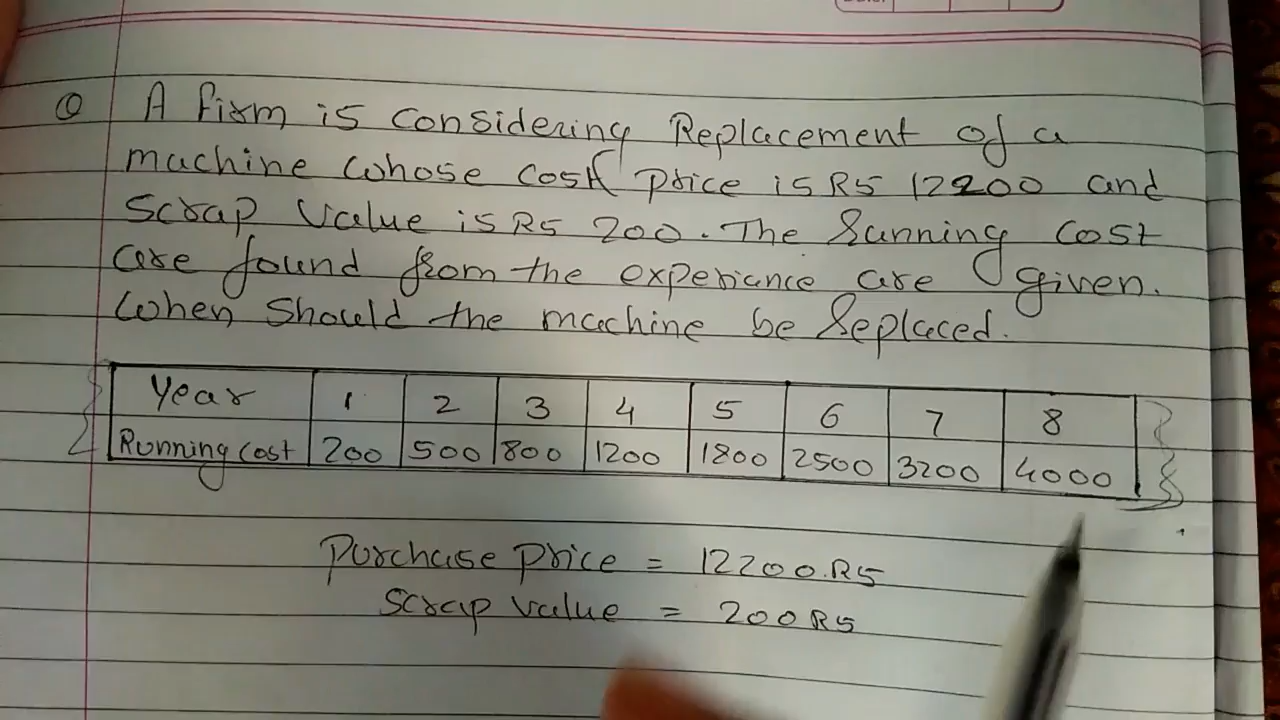 Q A firm is considering Replacement of a
machine whose cost price is RS 12200 and
scrap value is RS 200. The Running cost
are found from the experiance are given.
When should the machine be Replaced.
Year 1 2 3 4 5 6 7 8
Running cost 200 500 800 1200 1800 2500 3200 4000
Purchase price = 12200.RS
scrap value = 200 RS